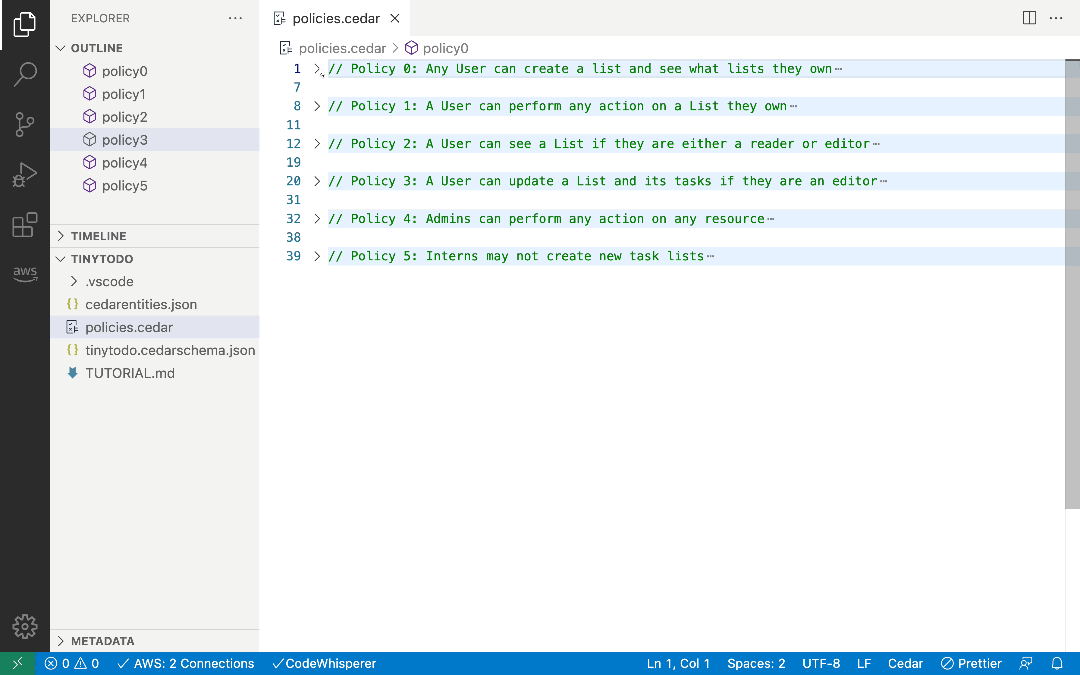 EXPLORER
OUTLINE
policy0
policy1
policy2
policy3
policy4
policy5
TIMELINE
TINYTODO
.vscode
{} cedarentities.json
policies.cedar
{} tinytodo.cedarschema.json
TUTORIAL.md
METADATA
aws
policies.cedar
policies.cedar > policy0
1 // Policy 0: Any User can create a list and see what lists they own…
7
8 // Policy 1: A User can perform any action on a List they own…
11
12 // Policy 2: A User can see a List if they are either a reader or editor…
19
20 // Policy 3: A User can update a List and its tasks if they are an editor…
31
32 // Policy 4: Admins can perform any action on any resource…
38
39 // Policy 5: Interns may not create new task lists…
0 0 AWS: 2 Connections CodeWhisperer Ln 1, Col 1 Spaces: 2 UTF-8 LF Cedar Prettier